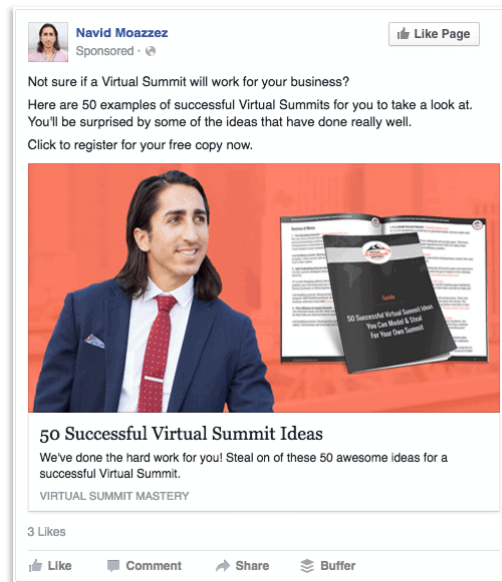 Navid Moazzez
Like Page
Sponsored ·
Not sure if a Virtual Summit will work for your business?
Here are 50 examples of successful Virtual Summits for you to take a look at.
You'll be surprised by some of the ideas that have done really well.
Click to register for your free copy now.
Guide
50 Successful Virtual Summit Ideas
You Can Model & Steal
For Your Own Summit
50 Successful Virtual Summit Ideas
We've done the hard work for you! Steal on of these 50 awesome ideas for a
successful Virtual Summit.
VIRTUAL SUMMIT MASTERY
3 Likes
Like Comment Share Buffer